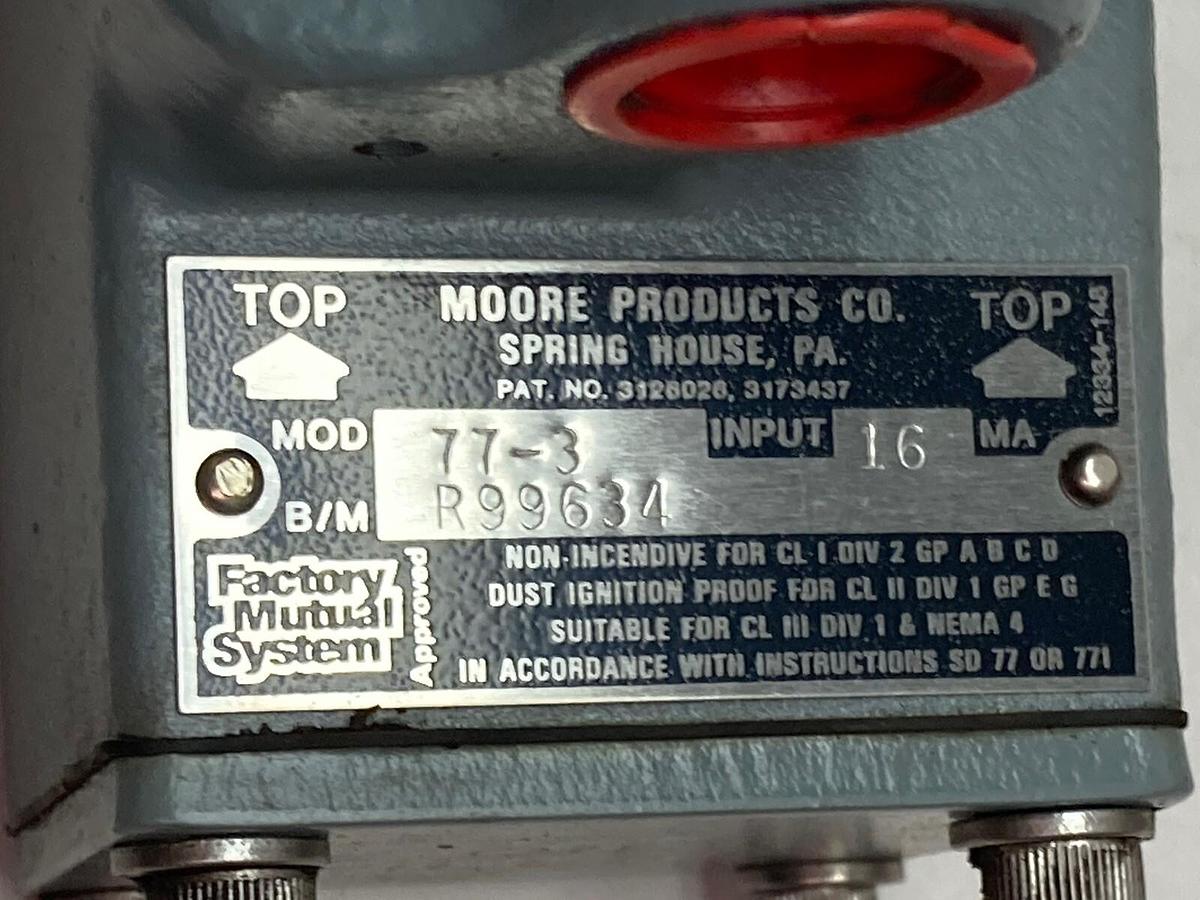 TOP
MOORE PRODUCTS CO.
TOP
SPRING HOUSE, PA.
PAT. NO. 3126026, 3173437
12334-148
MOD 77-3 INPUT 16 MA
B/M R99634
Factory
Mutual
System
Approved
NON-INCENDIVE FOR CL I DIV 2 GP A B C D
DUST IGNITION PROOF FOR CL II DIV 1 GP E G
SUITABLE FOR CL III DIV 1 & NEMA 4
IN ACCORDANCE WITH INSTRUCTIONS SD 77 OR 771